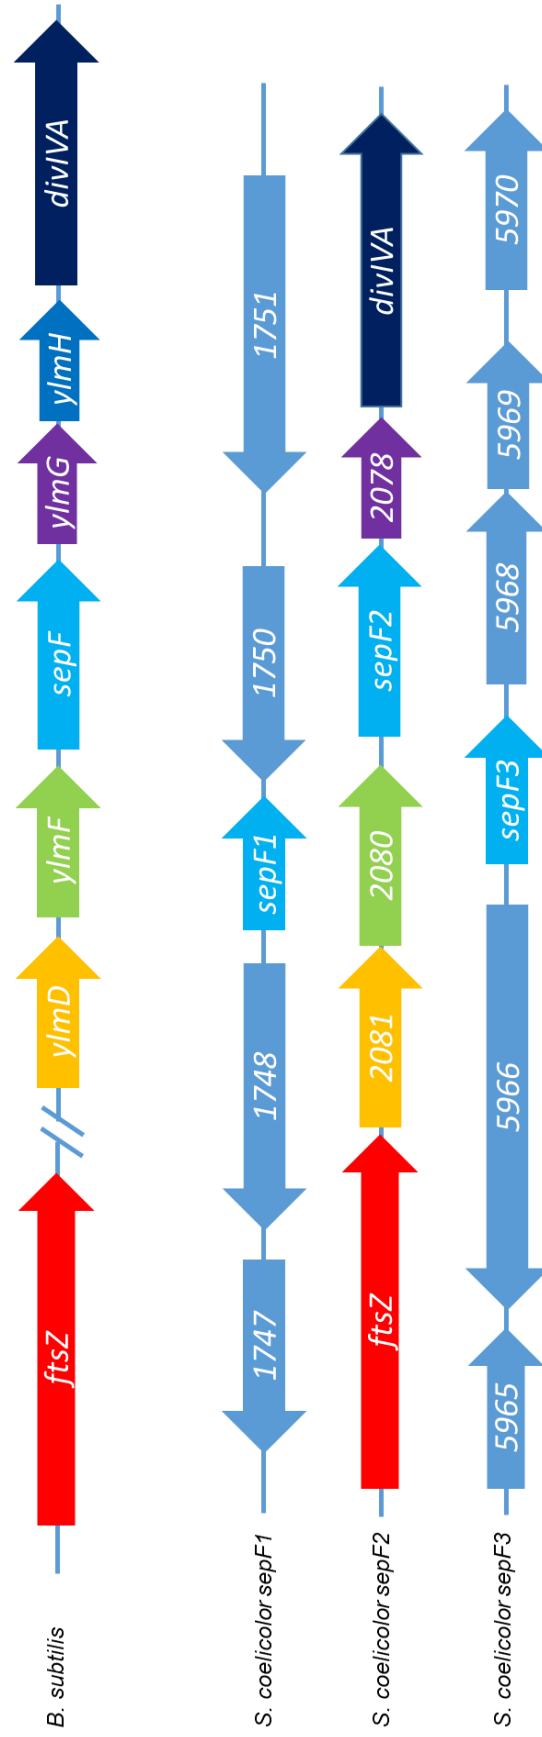 B. subtilis
ftsZ
ylmD
ylmF
sepF
ylmG
ylmH
divIVA
S. coelicolor sepF1
1747
1748
sepF1
1750
1751
S. coelicolor sepF2
ftsZ
2081
2080
sepF2
2078
divIVA
S. coelicolor sepF3
5965
5966
sepF3
5968
5969
5970